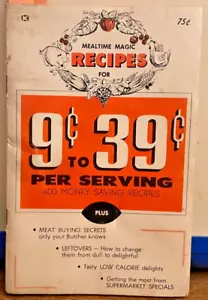 K
75¢
MEALTIME MAGIC
RECIPES
FOR
9¢ TO 39¢
PER SERVING
400 MONEY SAVING RECIPES
PLUS
• MEAT BUYING SECRETS
only your Butcher knows
• LEFTOVERS — How to change
them from dull to delightful!
• Tasty LOW CALORIE delights
• Getting the most from
SUPERMARKET SPECIALS